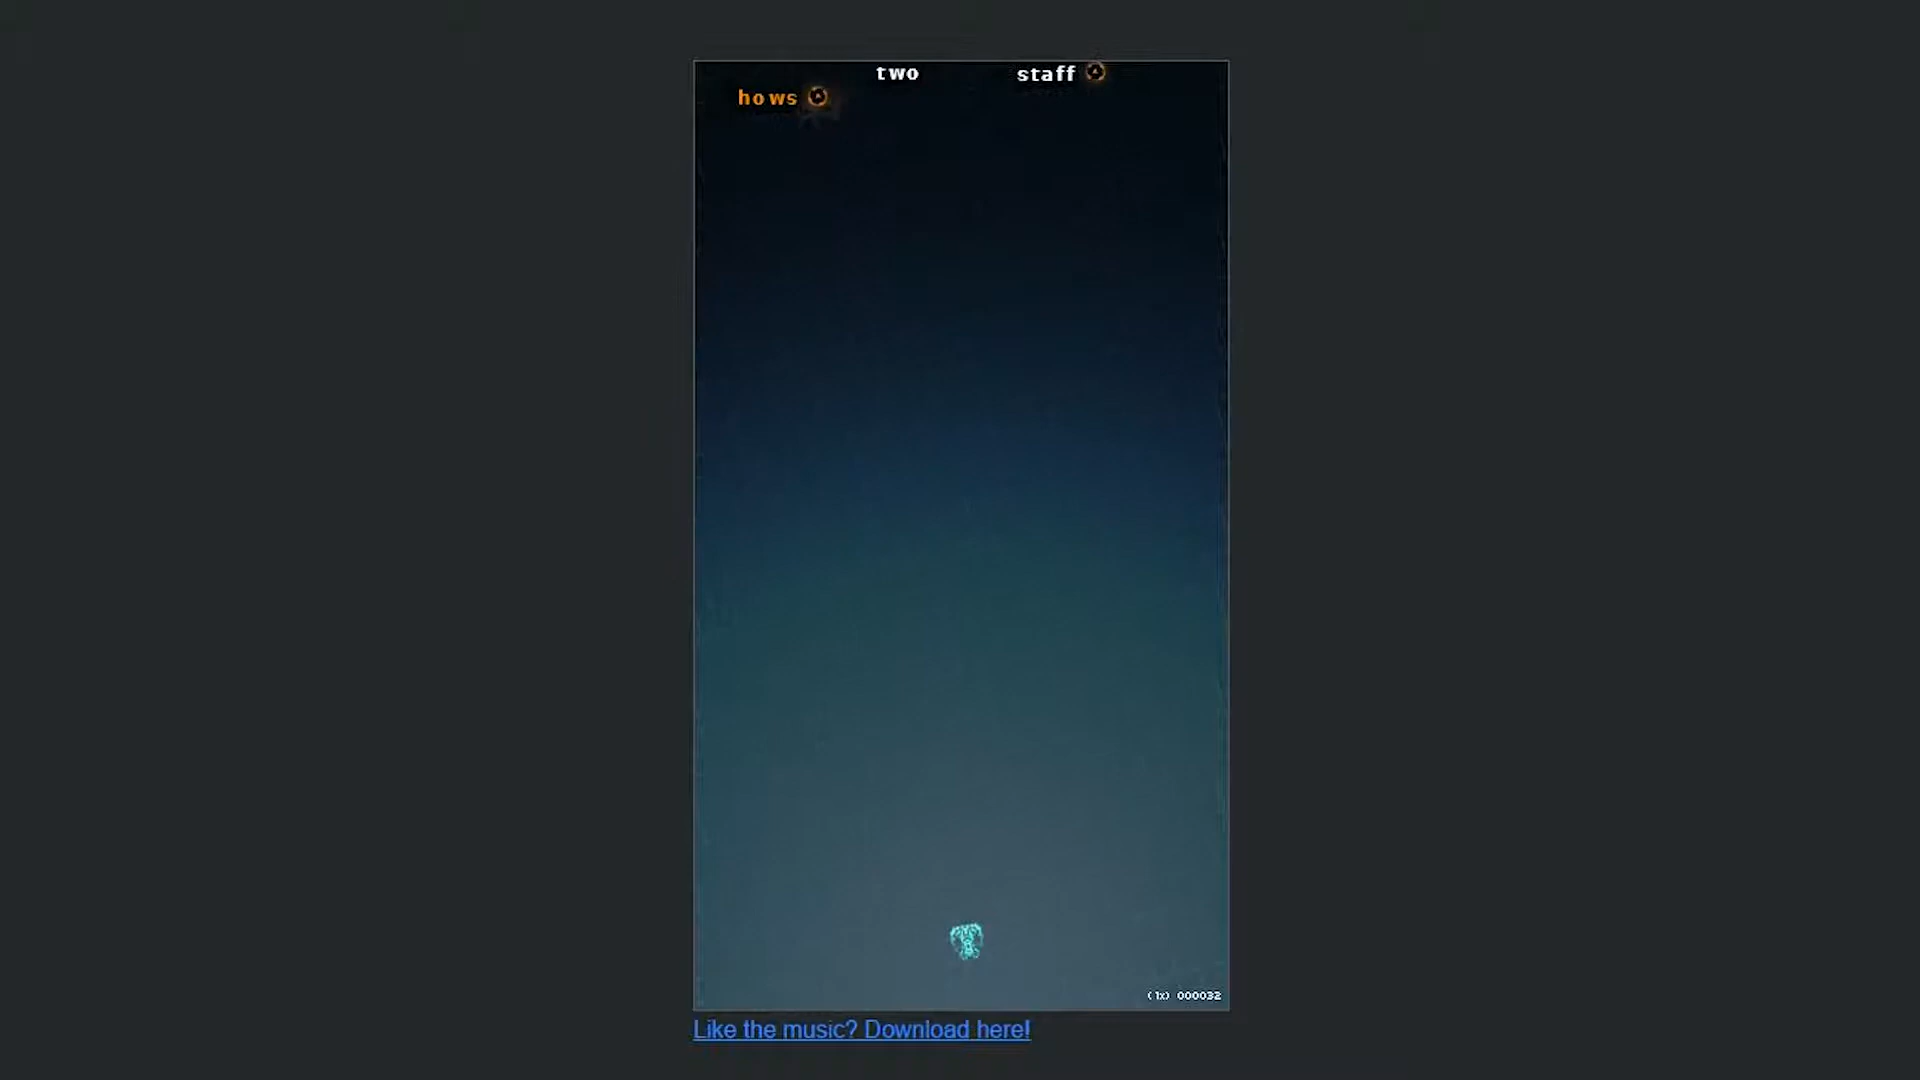 two
staff
hows
(1x) 000032
Like the music? Download here!